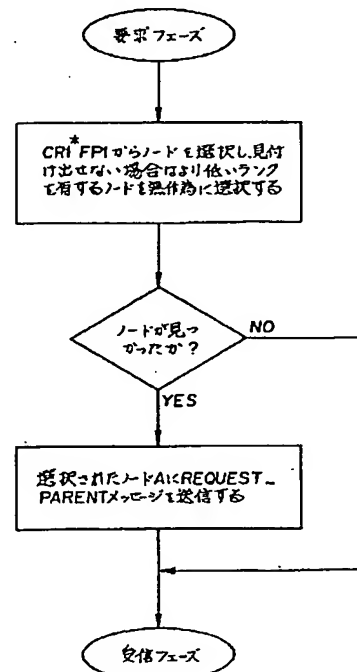 要求フェーズ
CRI*FPIからノードを選択し、見付
け出せない場合はより低いランク
を有するノードを無作為に選択する
ノードが見つ
かったか?
NO
YES
選択されたノードAにREQUEST_
PARENTメッセージを送信する
受信フェーズ